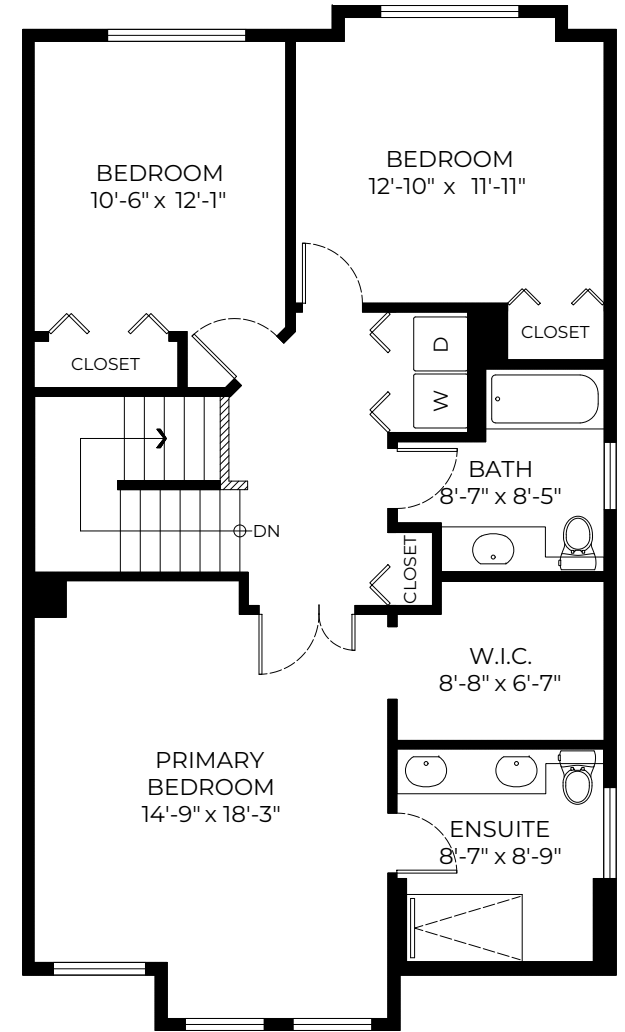 BEDROOM
10'-6" x 12'-1"
BEDROOM
12'-10" x 11'-11"
CLOSET
CLOSET
D
W
BATH
8'-7" x 8'-5"
DN
CLOSET
W.I.C.
8'-8" x 6'-7"
PRIMARY
BEDROOM
14'-9" x 18'-3"
ENSUITE
8'-7" x 8'-9"